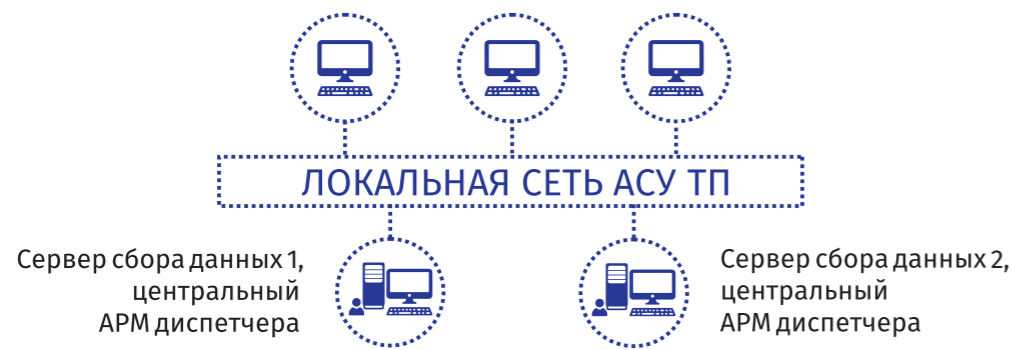 ЛОКАЛЬНАЯ СЕТЬ АСУ ТП
Сервер сбора данных 1,
центральный
АРМ диспетчера
Сервер сбора данных 2,
центральный
АРМ диспетчера